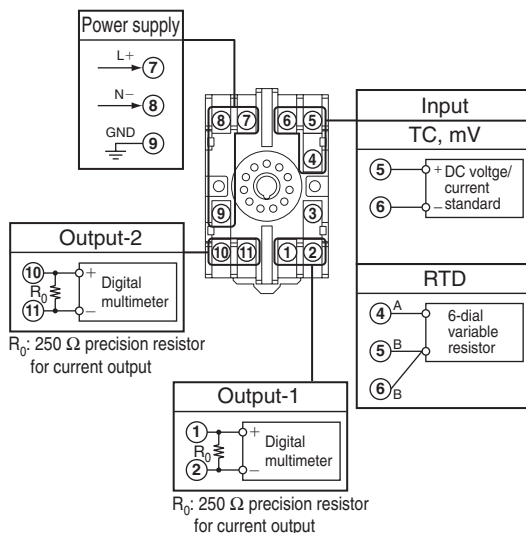 Power supply
L+
7
N−
8
GND
9
8 7 6 5
4
9 3
10 11 1 2
Input
TC, mV
5 + DC voltge/
current
6 − standard
RTD
4 A
6-dial
5 B variable
resistor
6 B
Output-2
10 +
R0 Digital
multimeter
11 −
R0: 250 Ω precision resistor
for current output
Output-1
1 +
R0 Digital
multimeter
2 −
R0: 250 Ω precision resistor
for current output